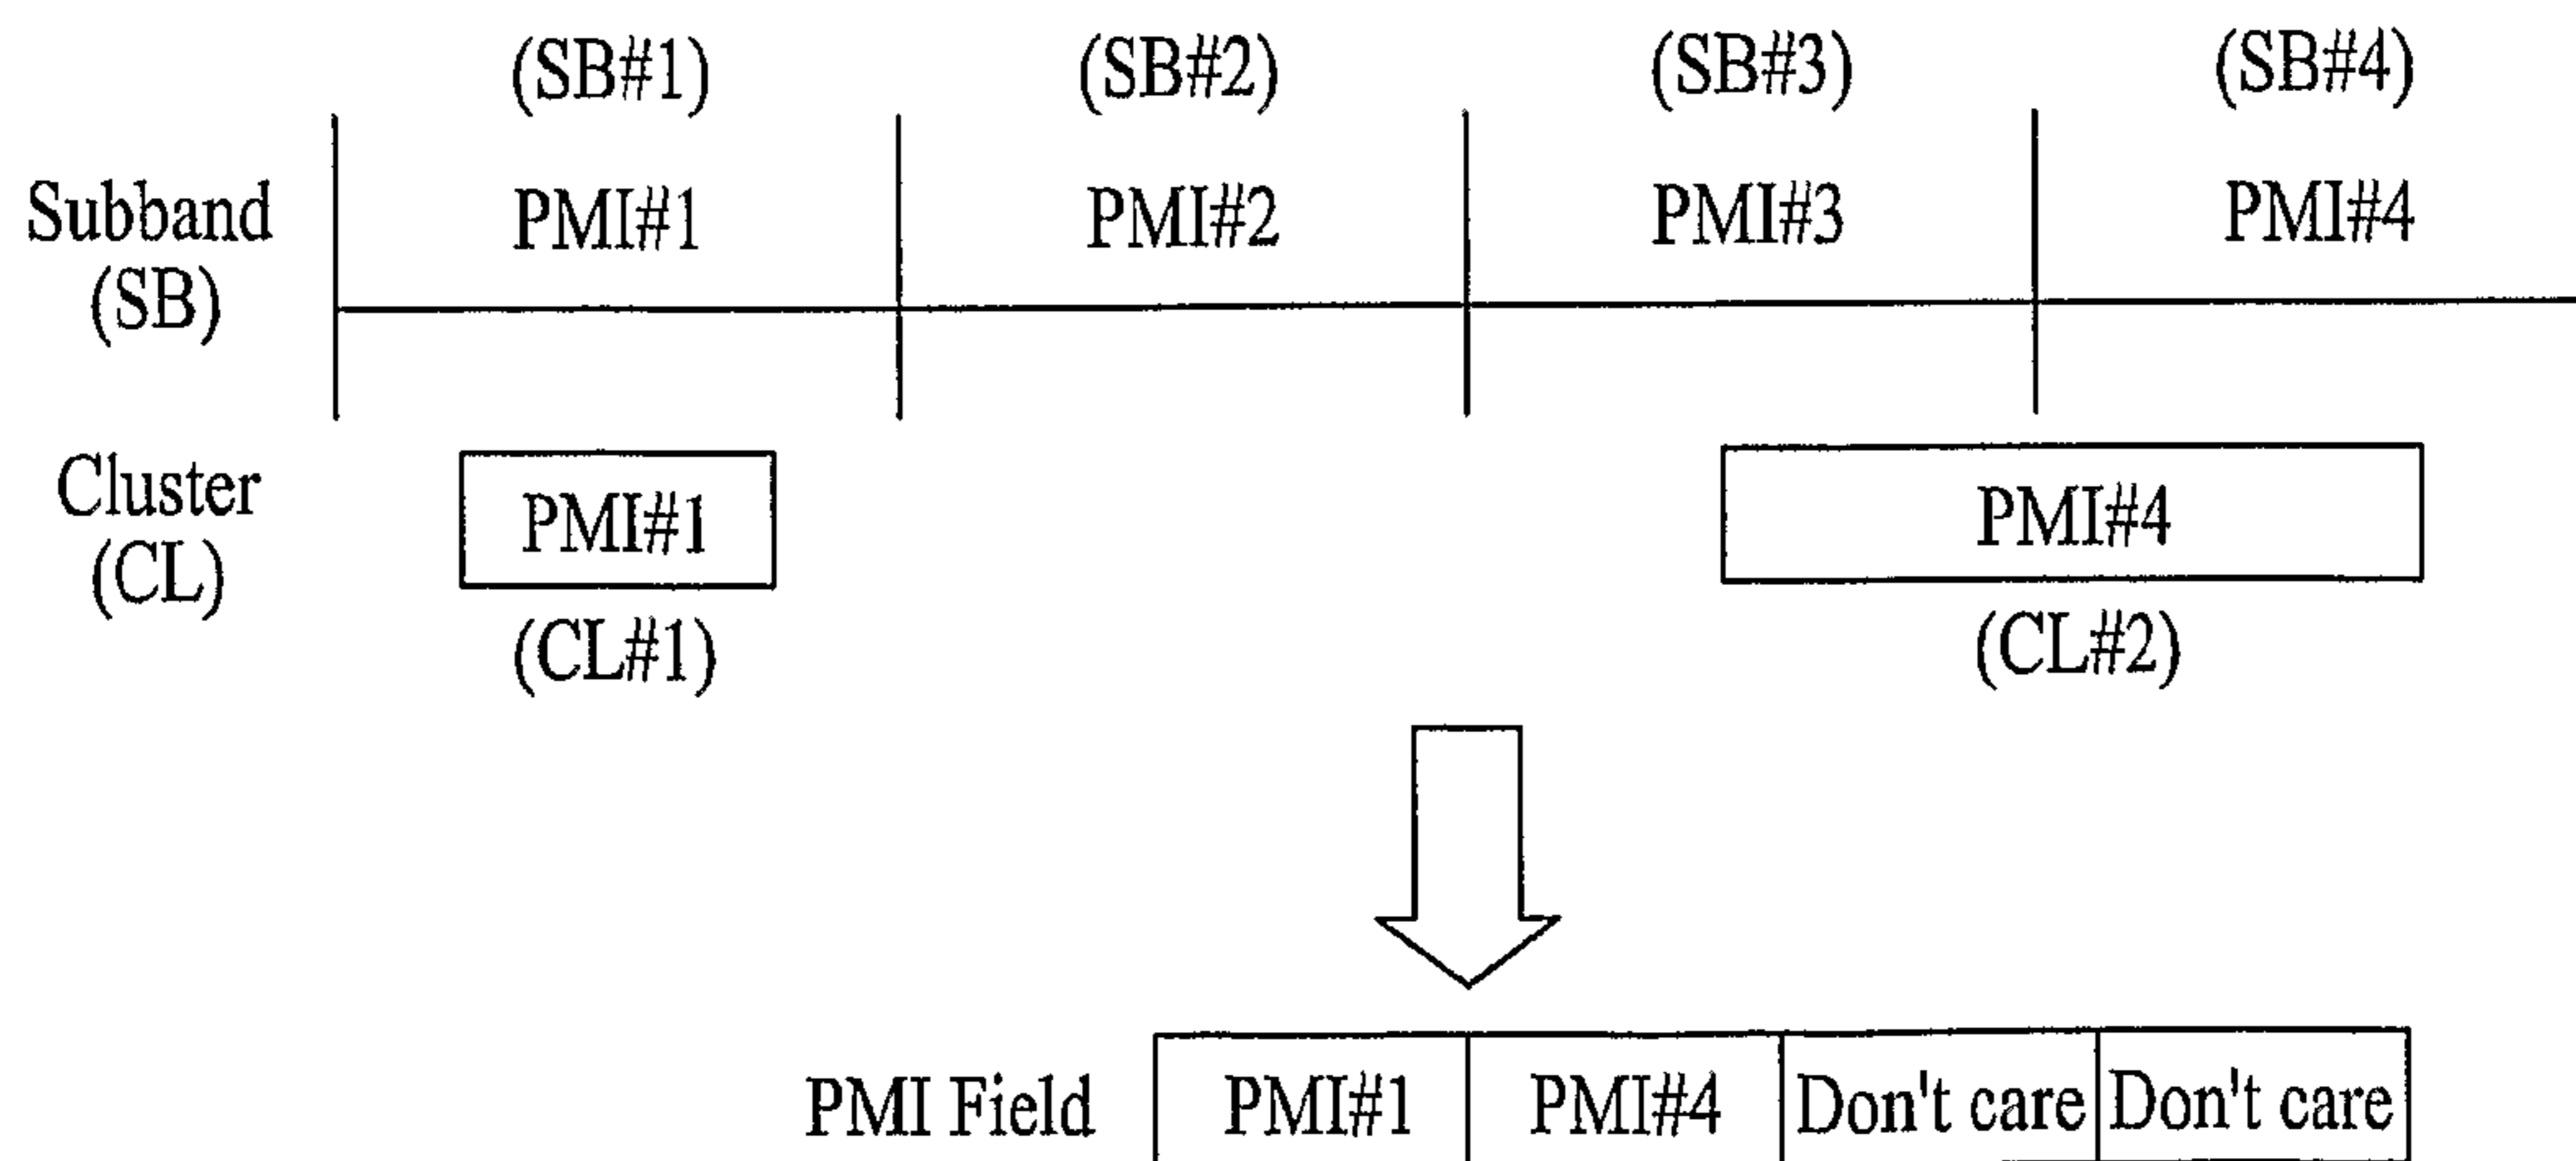 (SB#1) (SB#2) (SB#3) (SB#4)
Subband
(SB)
PMI#1 PMI#2 PMI#3 PMI#4
Cluster
(CL)
PMI#1 PMI#4
(CL#1) (CL#2)
PMI Field PMI#1 PMI#4 Don't care Don't care